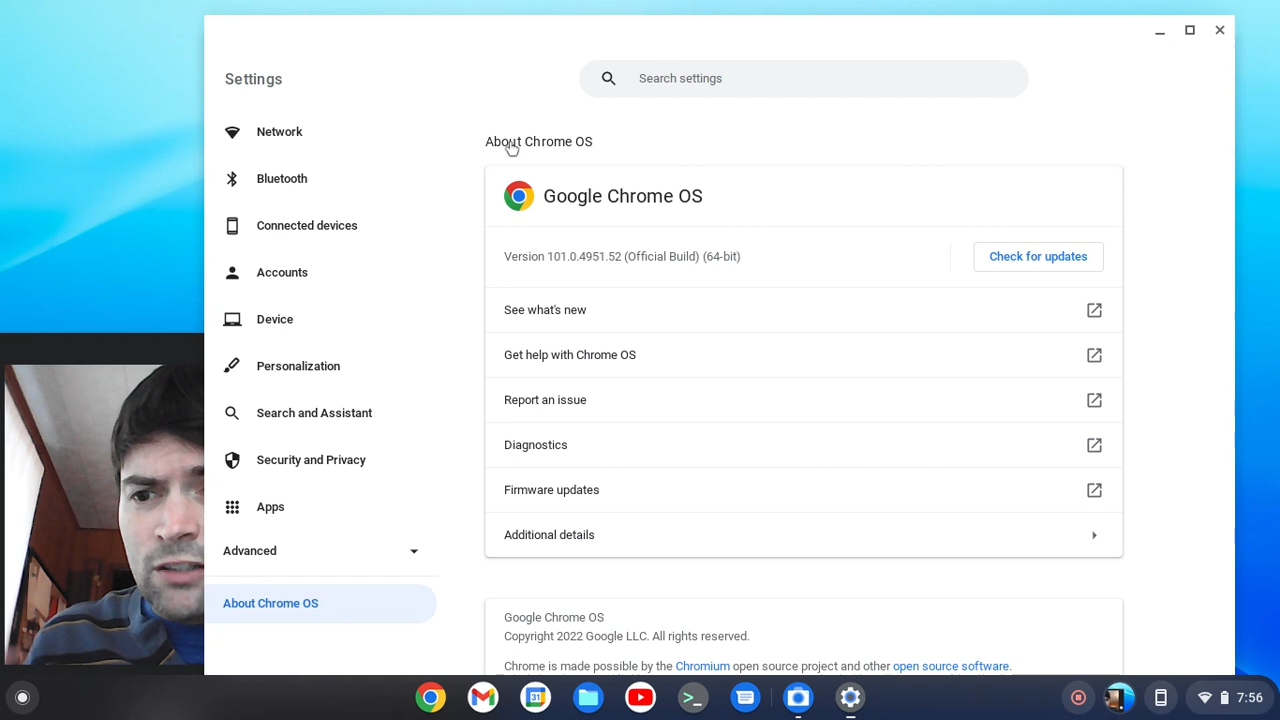 Settings
Search settings
Network
Bluetooth
Connected devices
Accounts
Device
Personalization
Search and Assistant
Security and Privacy
Apps
Advanced
About Chrome OS
About Chrome OS
Google Chrome OS
Version 101.0.4951.52 (Official Build) (64-bit)
Check for updates
See what's new
Get help with Chrome OS
Report an issue
Diagnostics
Firmware updates
Additional details
Google Chrome OS
Copyright 2022 Google LLC. All rights reserved.
Chrome is made possible by the Chromium open source project and other open source software.
31
7:56